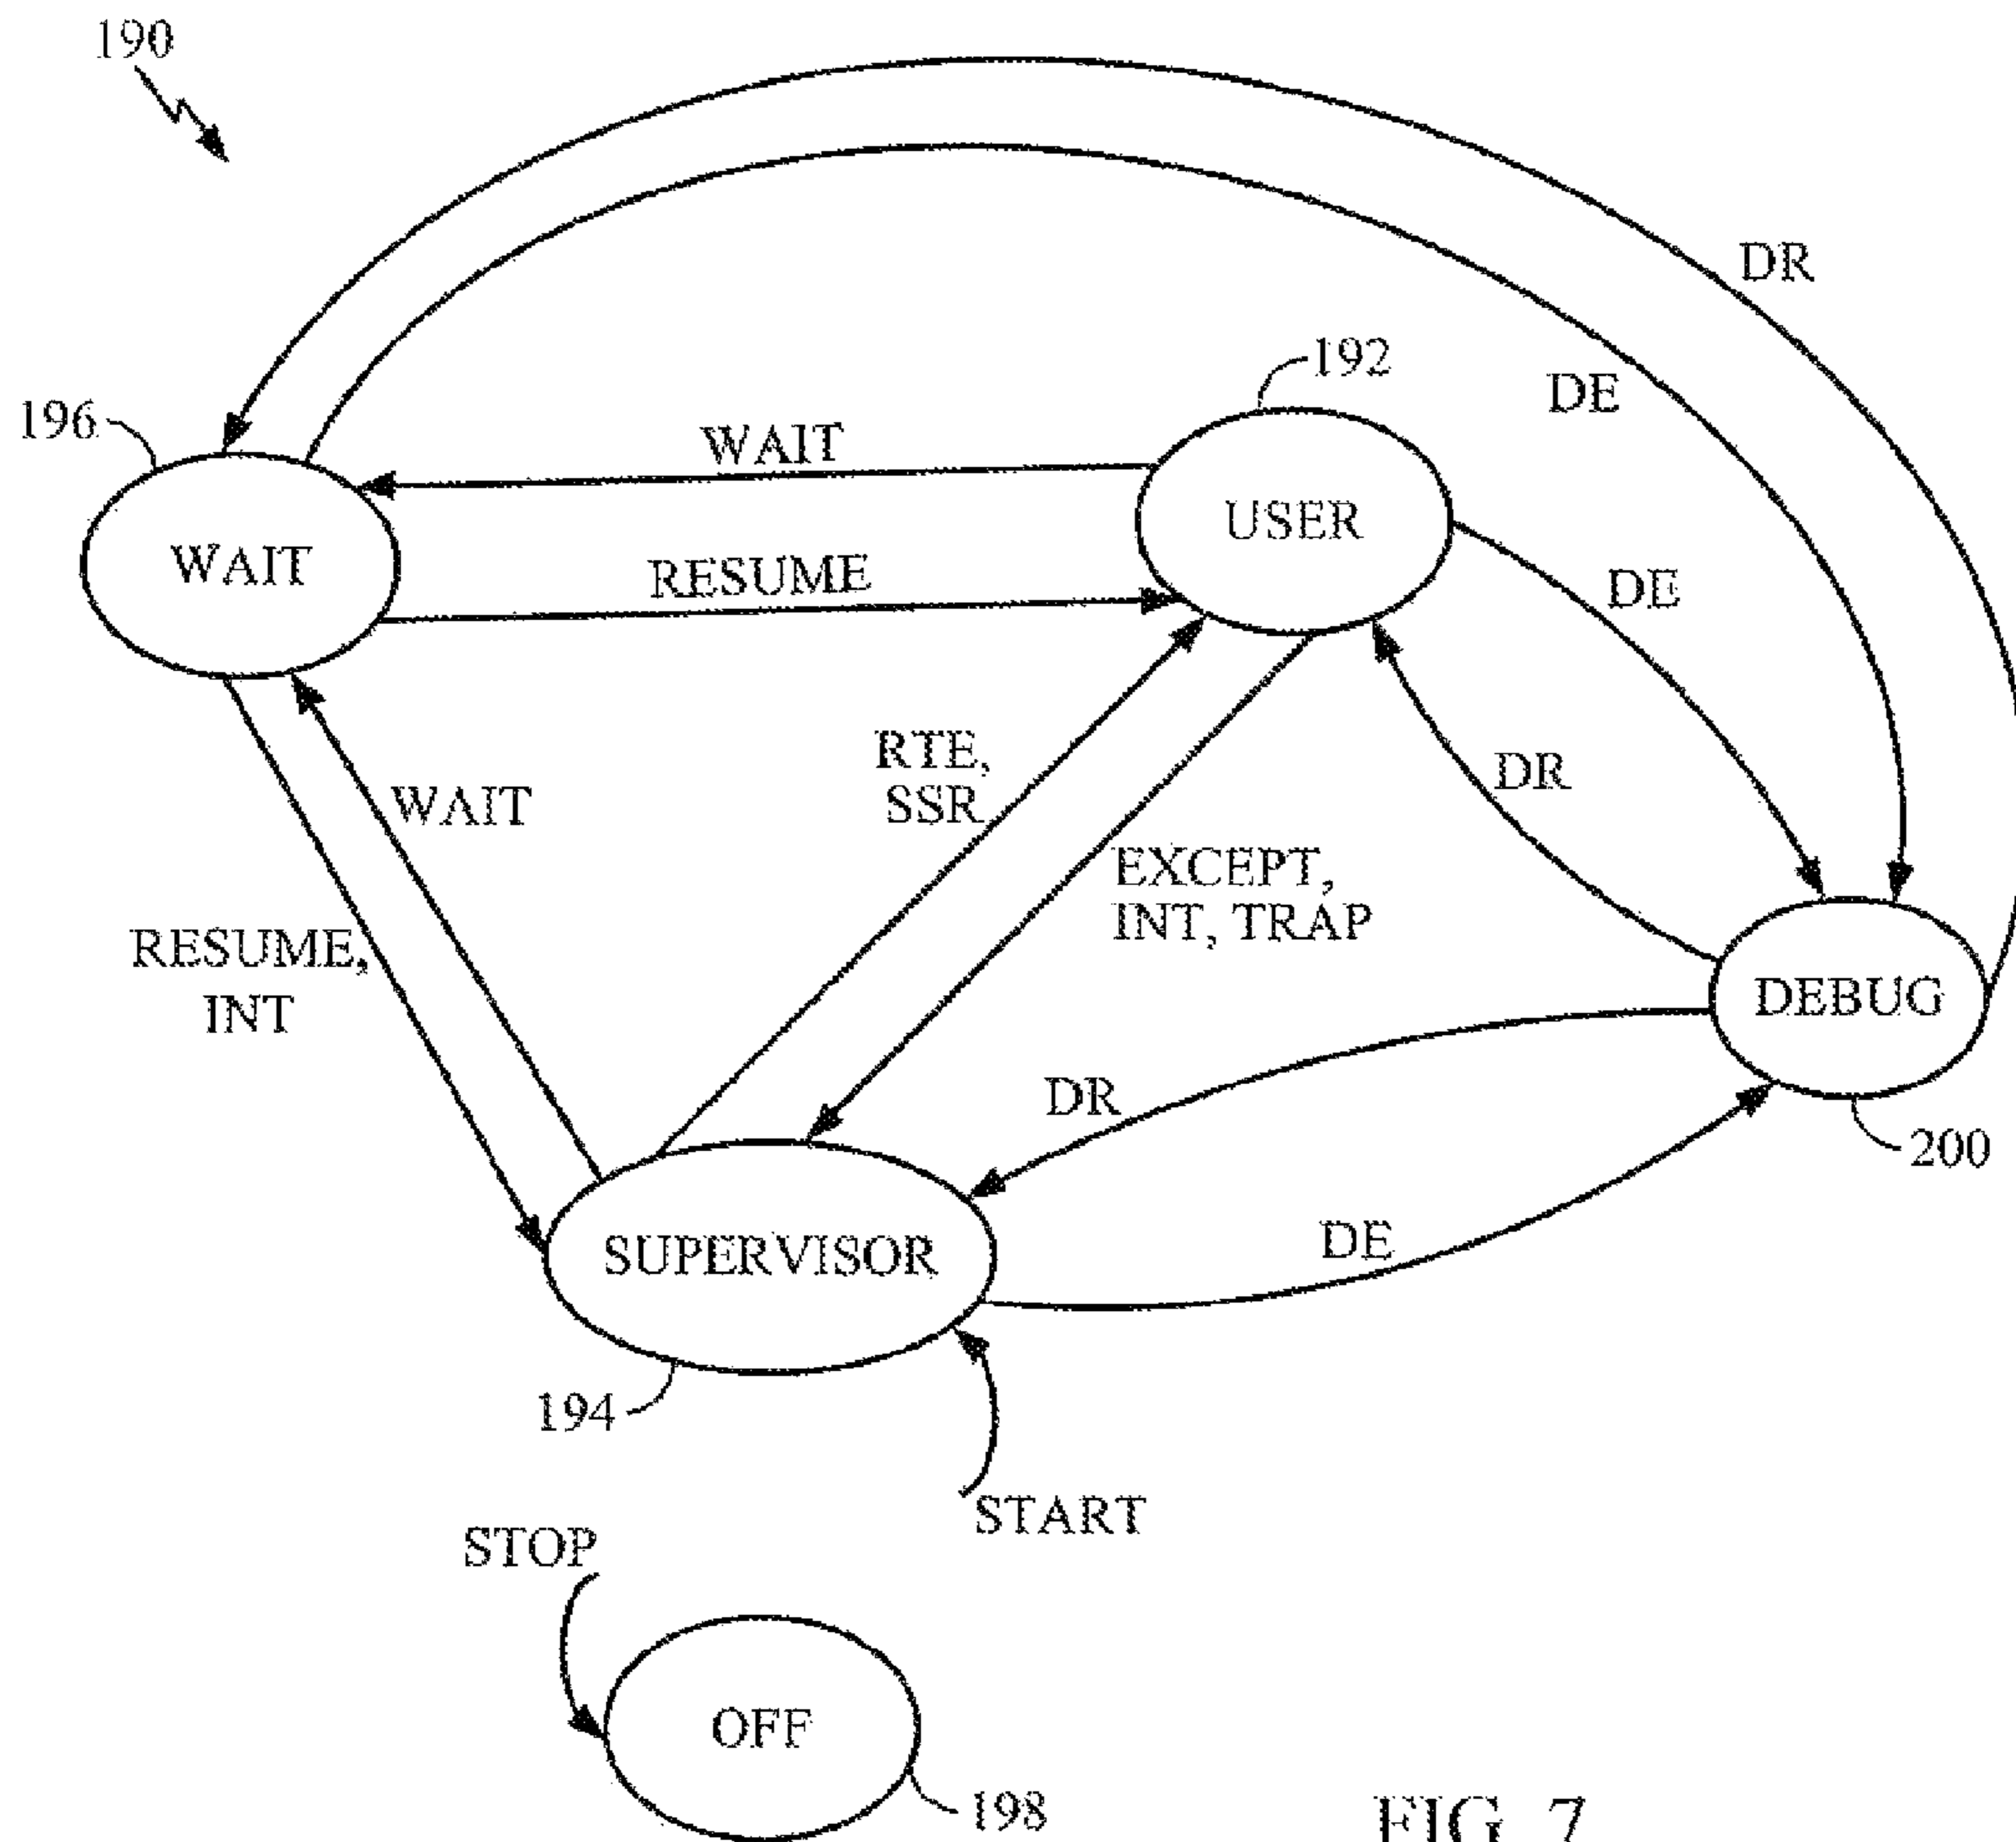 190
DR
192
DE
196
WAIT
USER
WAIT
RESUME
DE
RTE,
SSR
DR
WAIT
EXCEPT,
INT, TRAP
RESUME,
INT
DEBUG
DR
200
SUPERVISOR
DE
194
START
STOP
OFF
198
FIG. 7